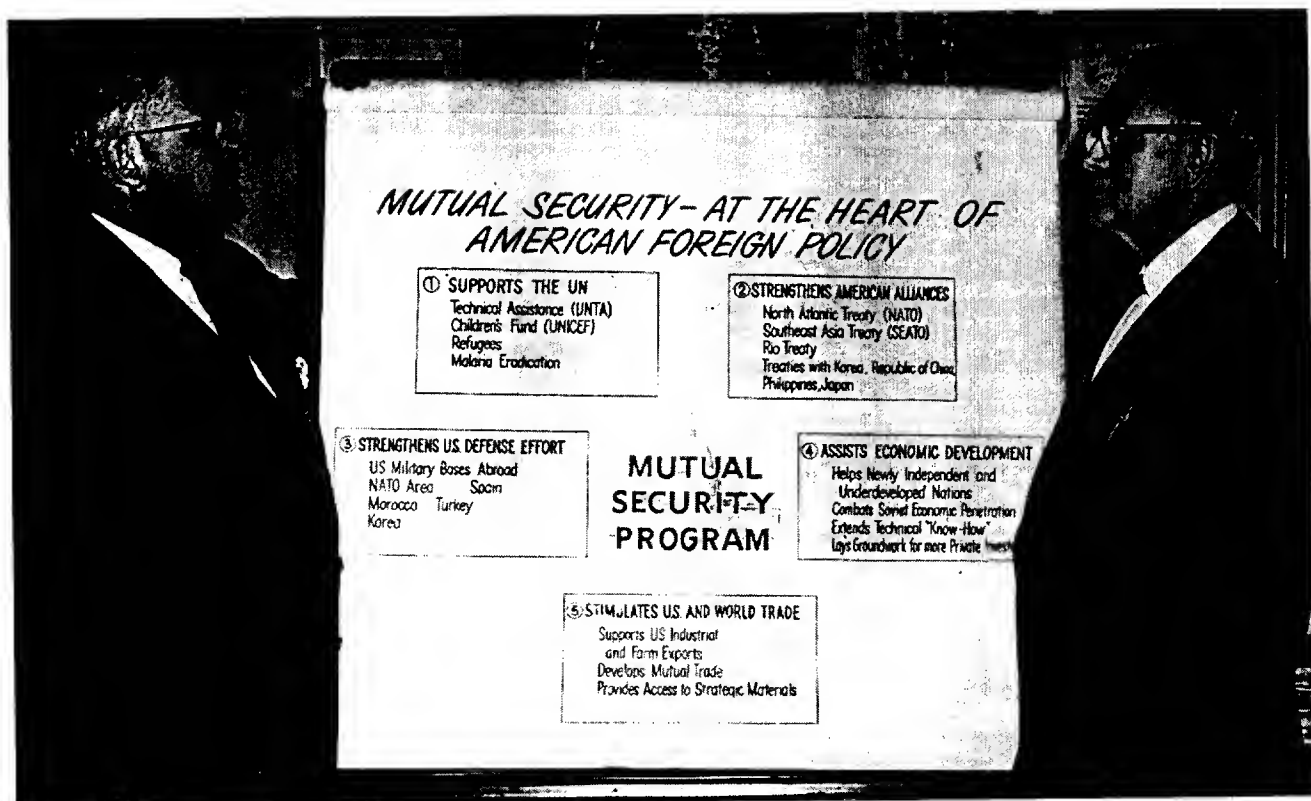 MUTUAL SECURITY - AT THE HEART OF
AMERICAN FOREIGN POLICY
① SUPPORTS THE UN
Technical Assistance (UNTA)
Children's Fund (UNICEF)
Refugees
Malaria Eradication
② STRENGTHENS AMERICAN ALLIANCES
North Atlantic Treaty (NATO)
Southeast Asia Treaty (SEATO)
Rio Treaty
Treaties with Korea, Republic of China,
Philippines, Japan
③ STRENGTHENS U.S. DEFENSE EFFORT
US Military Bases Abroad
NATO Area Spain
Morocco Turkey
Korea
MUTUAL
SECURITY
PROGRAM
④ ASSISTS ECONOMIC DEVELOPMENT
Helps Newly Independent and
Underdeveloped Nations
Combats Soviet Economic Penetration
Extends Technical "Know-How"
Lays Groundwork for more Private
⑤ STIMULATES U.S. AND WORLD TRADE
Supports US Industrial
and Farm Exports
Develops Mutual Trade
Provides Access to Strategic Materials